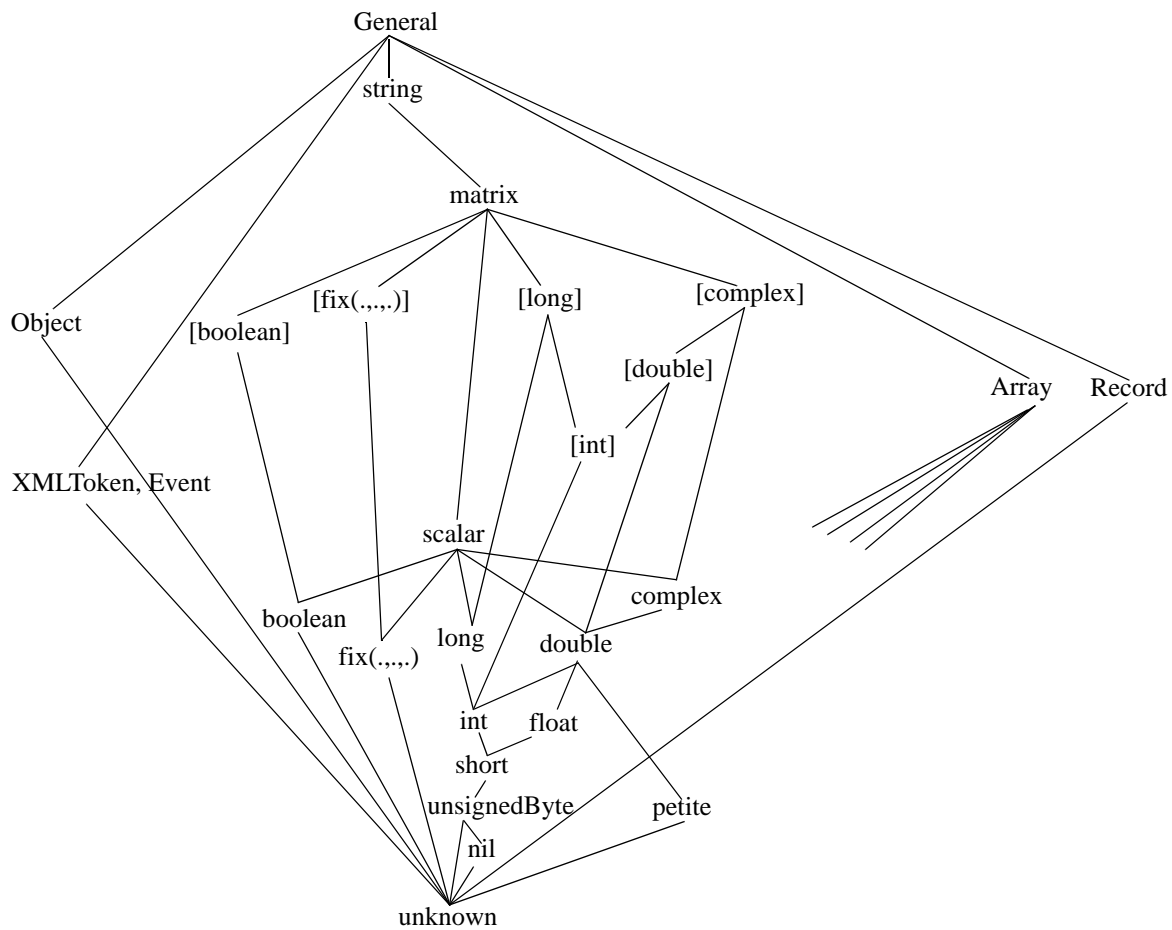 General
string
matrix
[fix(.,.,.)]
[long]
[complex]
Object
[boolean]
[double]
Array
Record
[int]
XMLToken, Event
scalar
complex
boolean
long
double
fix(.,.,.)
int
float
short
unsignedByte
petite
nil
unknown